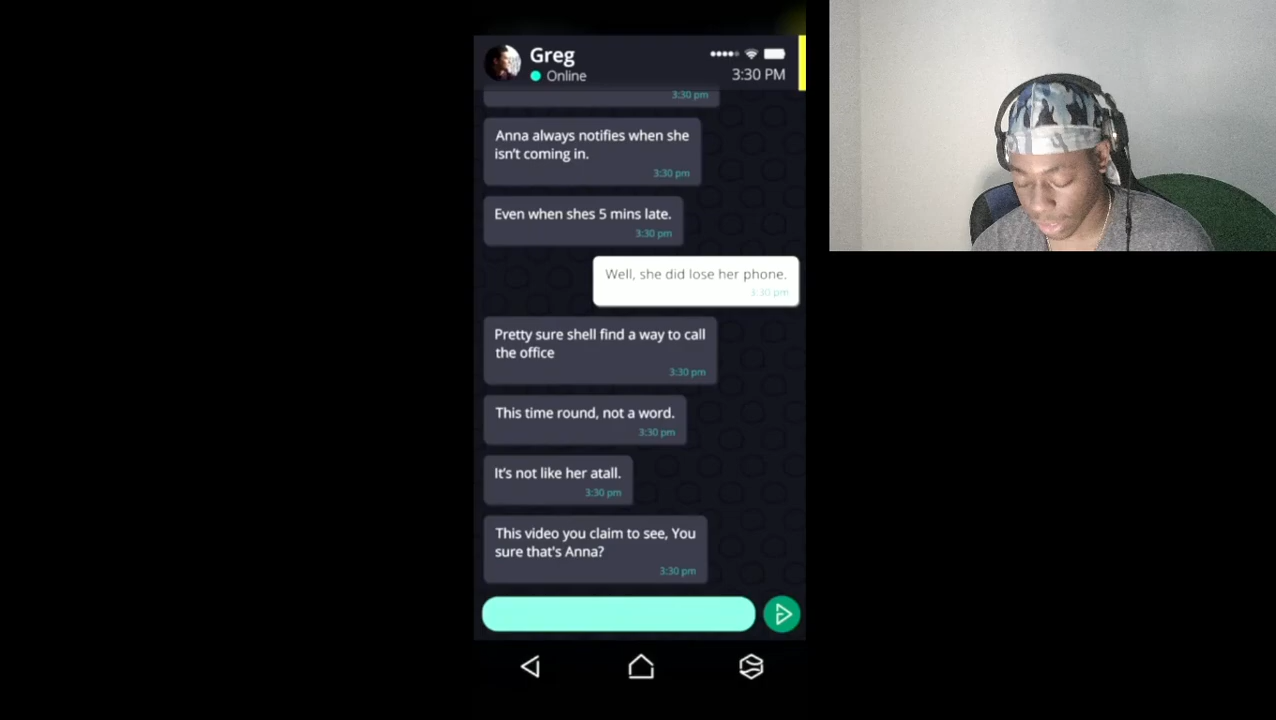 Greg
Online
3:30 PM
3:30 pm
Anna always notifies when she
isn't coming in.
3:30 pm
Even when shes 5 mins late.
3:30 pm
Well, she did lose her phone.
3:30 pm
Pretty sure shell find a way to call
the office
3:30 pm
This time round, not a word.
3:30 pm
It's not like her atall.
3:30 pm
This video you claim to see, You
sure that's Anna?
3:30 pm